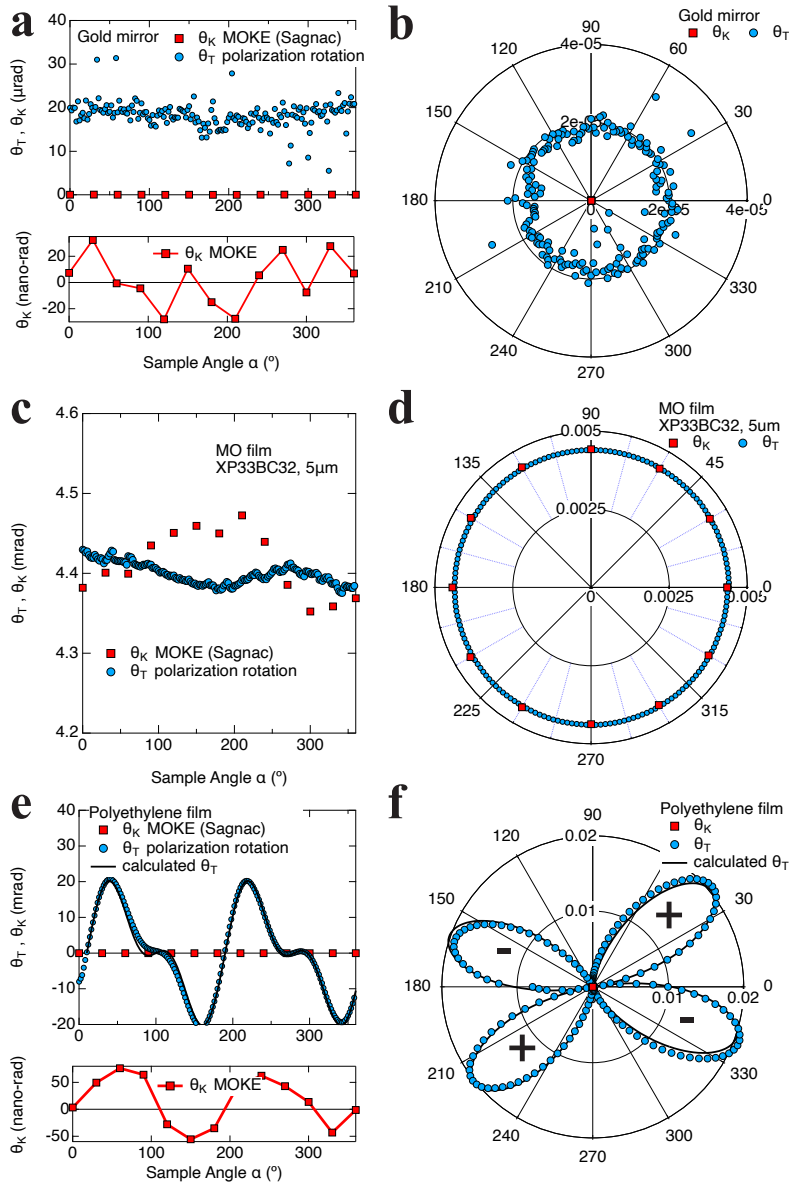 a
Gold mirror
θK MOKE (Sagnac)
θT polarization rotation
θT , θK (µrad)
40
30
20
10
0
0
100
200
300
θK (nano-rad)
20
0
-20
θK MOKE
0
100
200
300
Sample Angle α (º)
b
Gold mirror
θK
θT
90
4e-05
120
60
2e-05
150
30
180
0
2e-05
4e-05
0
210
330
240
300
270
c
4.6
4.5
4.4
4.3
4.2
θT , θK (mrad)
MO film
XP33BC32, 5µm
θK MOKE (Sagnac)
θT polarization rotation
0
100
200
300
Sample Angle α (º)
d
MO film
XP33BC32, 5um
θK
θT
90
0.005
135
45
0.0025
180
0
0.0025
0.005
0
225
315
270
e
40
30
20
10
0
-10
-20
θT , θK (mrad)
Polyethylene film
θK MOKE (Sagnac)
θT polarization rotation
calculated θT
0
100
200
300
θK (nano-rad)
50
0
-50
θK MOKE
0
100
200
300
Sample Angle α (º)
f
Polyethylene film
θK
θT
calculated θT
90
0.02
120
150
30
0.01
+
-
180
0
0.01
0.02
0
-
+
210
330
240
300
270